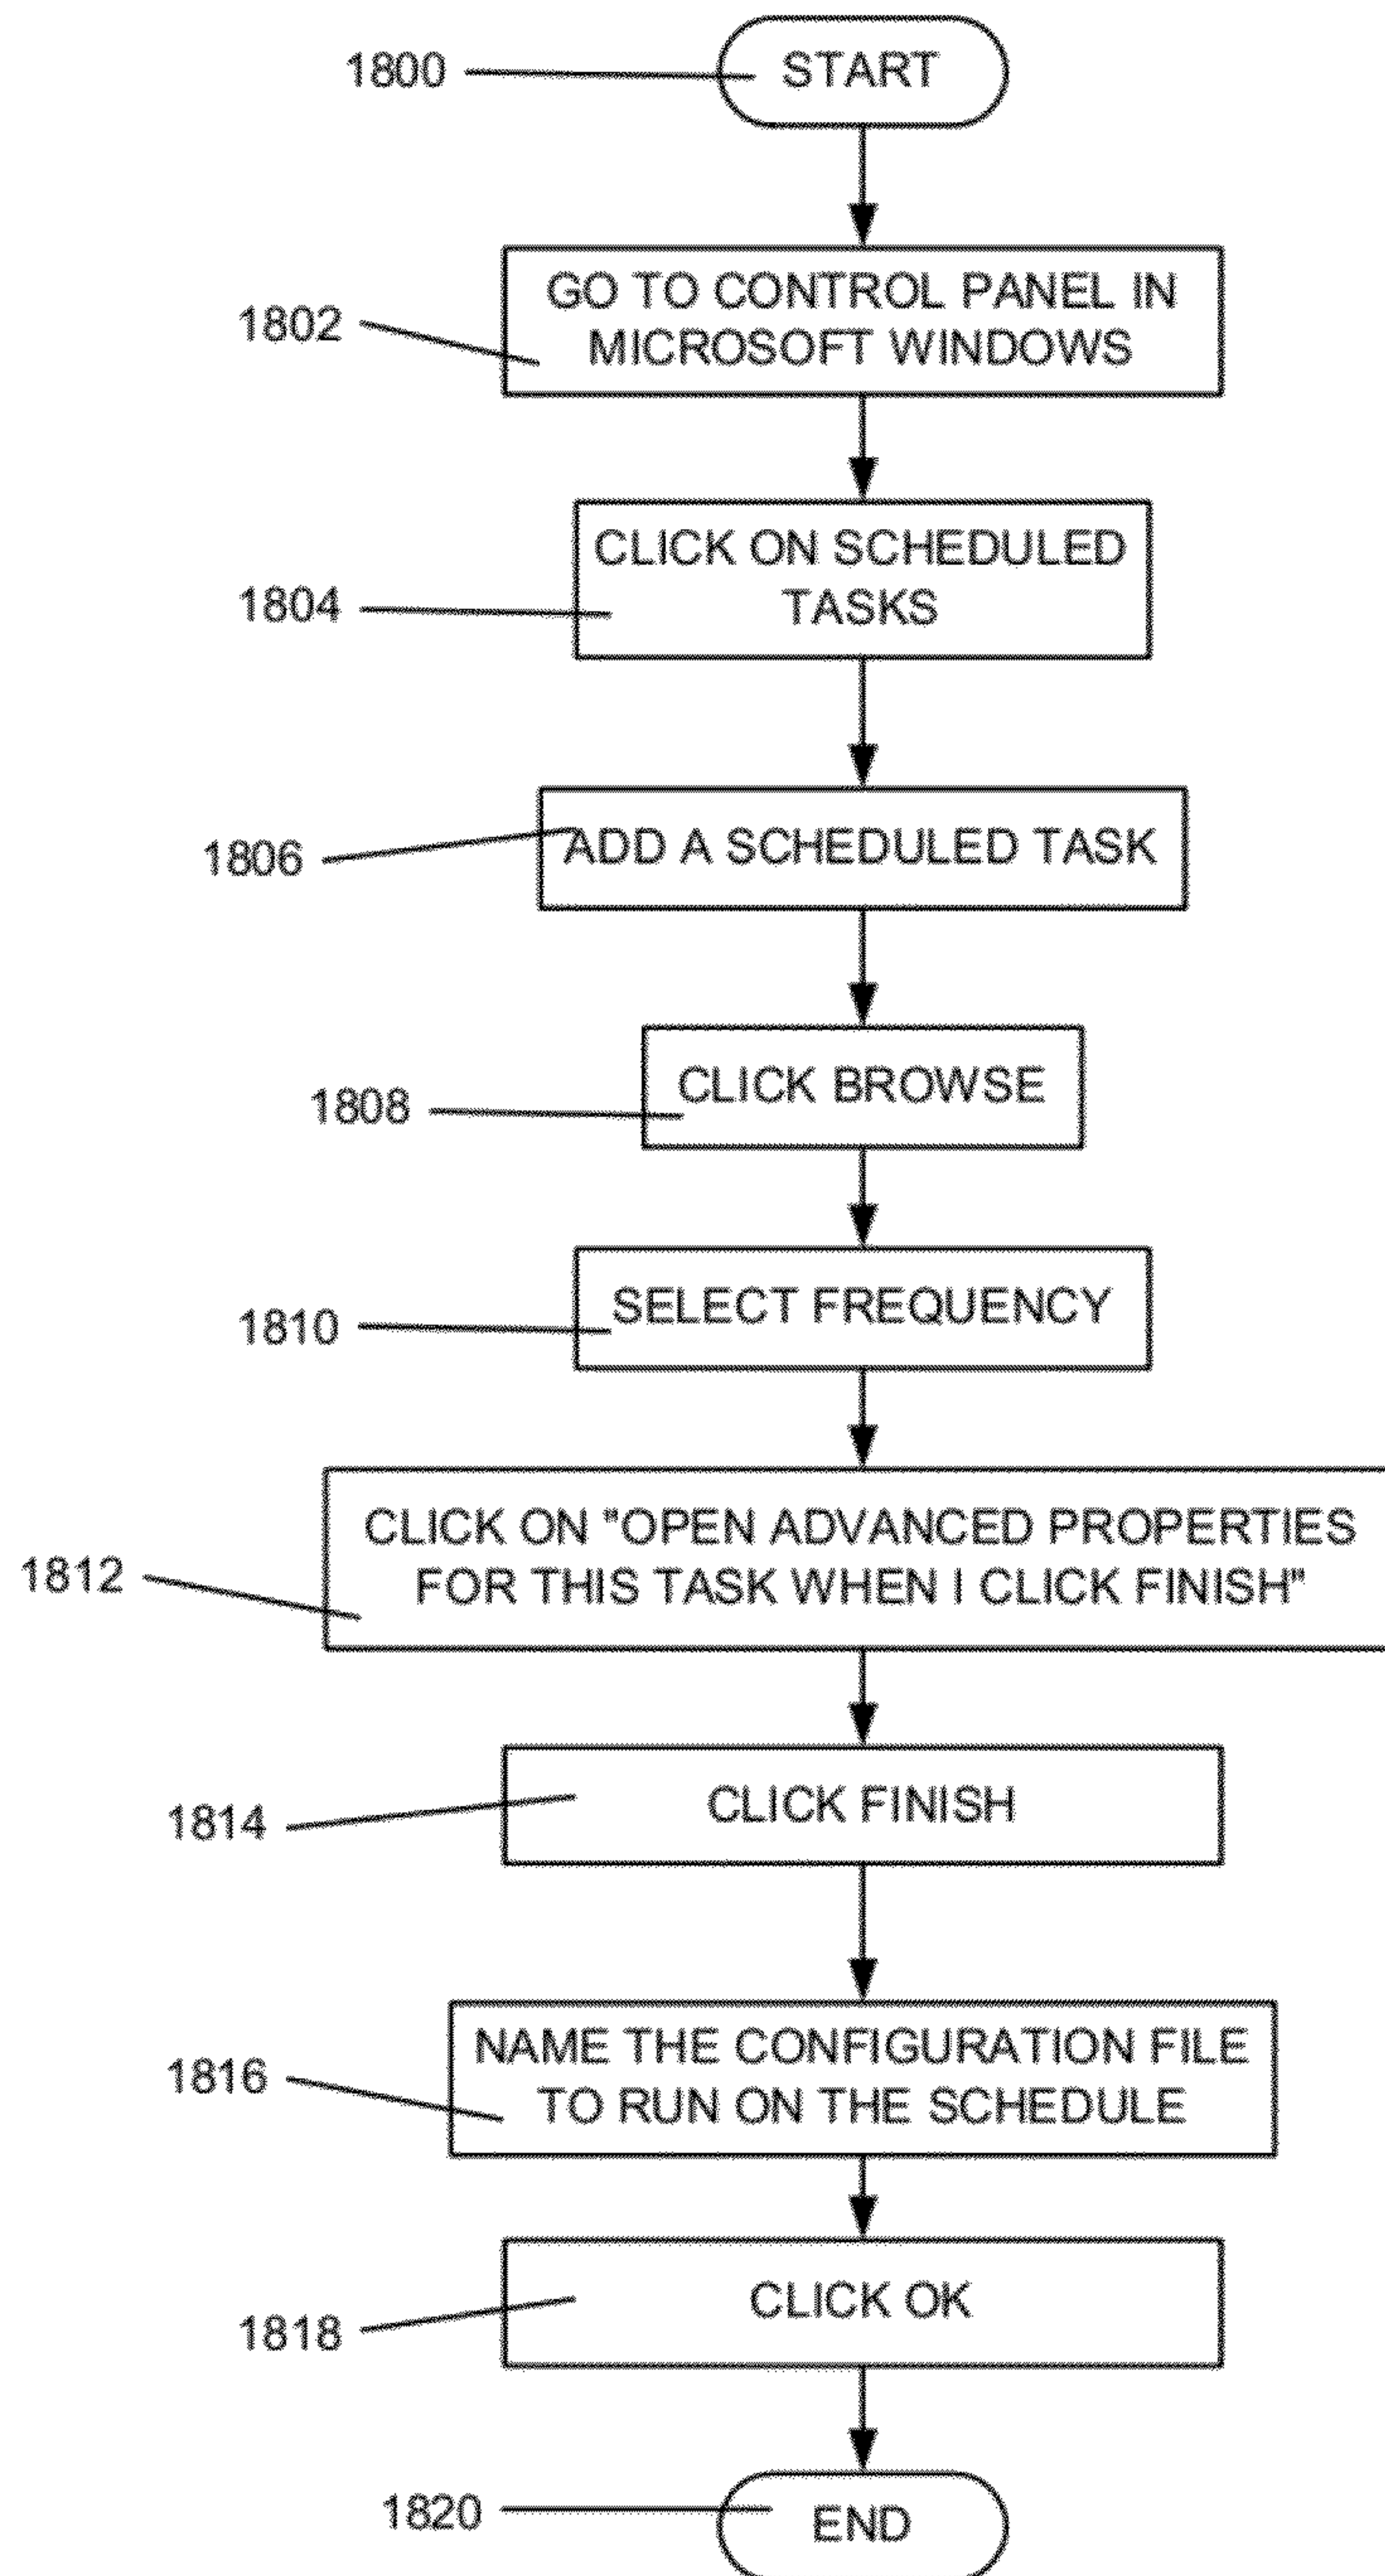 1800
START
1802
GO TO CONTROL PANEL IN
MICROSOFT WINDOWS
1804
CLICK ON SCHEDULED
TASKS
1806
ADD A SCHEDULED TASK
1808
CLICK BROWSE
1810
SELECT FREQUENCY
1812
CLICK ON "OPEN ADVANCED PROPERTIES
FOR THIS TASK WHEN I CLICK FINISH"
1814
CLICK FINISH
1816
NAME THE CONFIGURATION FILE
TO RUN ON THE SCHEDULE
1818
CLICK OK
1820
END